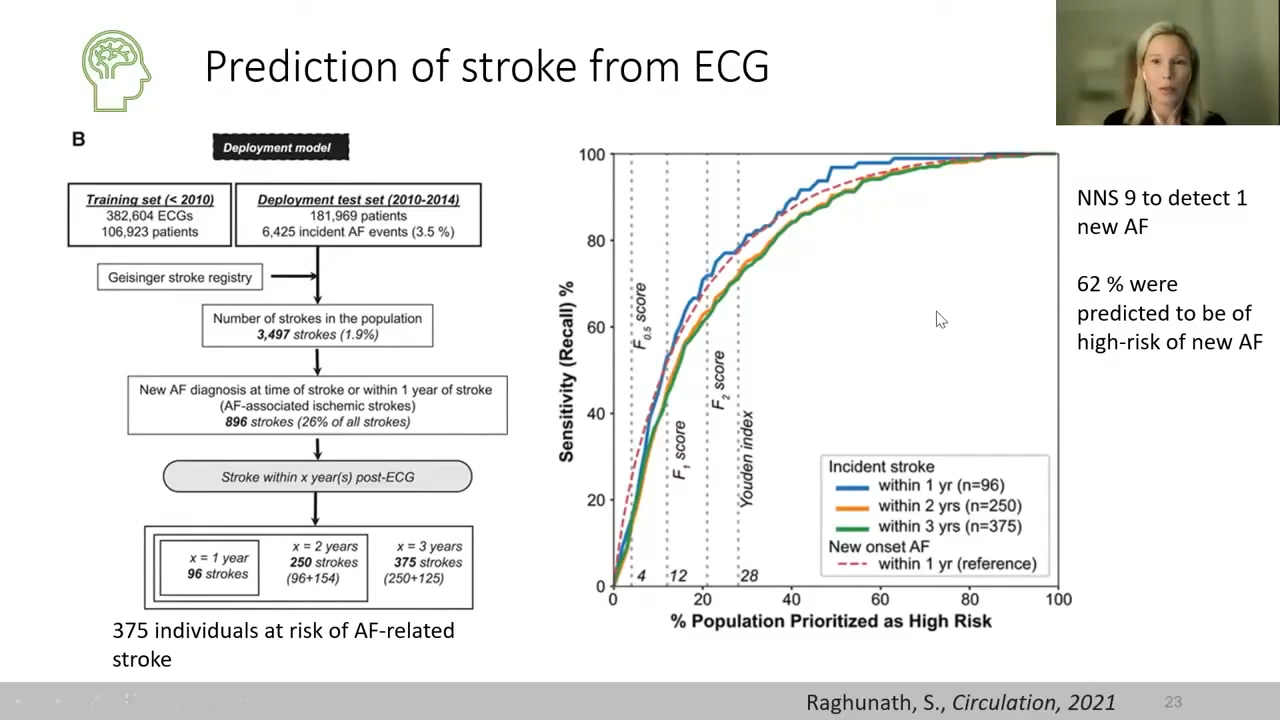 Prediction of stroke from ECG
B
Deployment model
Training set (< 2010)
382,604 ECGs
106,923 patients
Deployment test set (2010-2014)
181,969 patients
6,425 incident AF events (3.5 %)
Geisinger stroke registry
Number of strokes in the population
3,497 strokes (1.9%)
New AF diagnosis at time of stroke or within 1 year of stroke
(AF-associated ischemic strokes)
896 strokes (26% of all strokes)
Stroke within x year(s) post-ECG
x = 1 year
96 strokes
x = 2 years
250 strokes
(96+154)
x = 3 years
375 strokes
(250+125)
375 individuals at risk of AF-related
stroke
Sensitivity (Recall) %
100
80
60
40
20
0
F0.5 score
F1 score
F2 score
Youden index
4
12
28
Incident stroke
within 1 yr (n=96)
within 2 yrs (n=250)
within 3 yrs (n=375)
New onset AF
within 1 yr (reference)
0
20
40
60
80
100
% Population Prioritized as High Risk
NNS 9 to detect 1
new AF
62 % were
predicted to be of
high-risk of new AF
Raghunath, S., Circulation, 2021
23